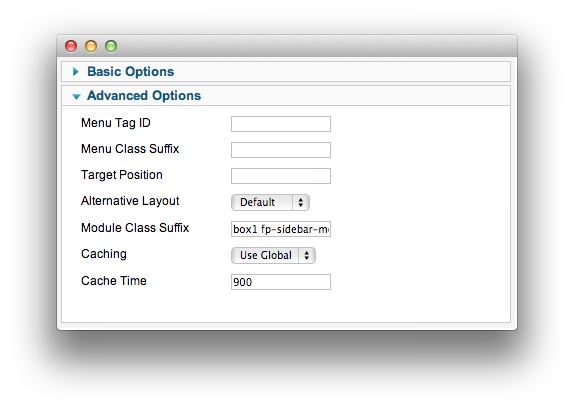 Basic Options
Advanced Options
Menu Tag ID
Menu Class Suffix
Target Position
Alternative Layout Default
Module Class Suffix box1 fp-sidebar-m
Caching Use Global
Cache Time 900